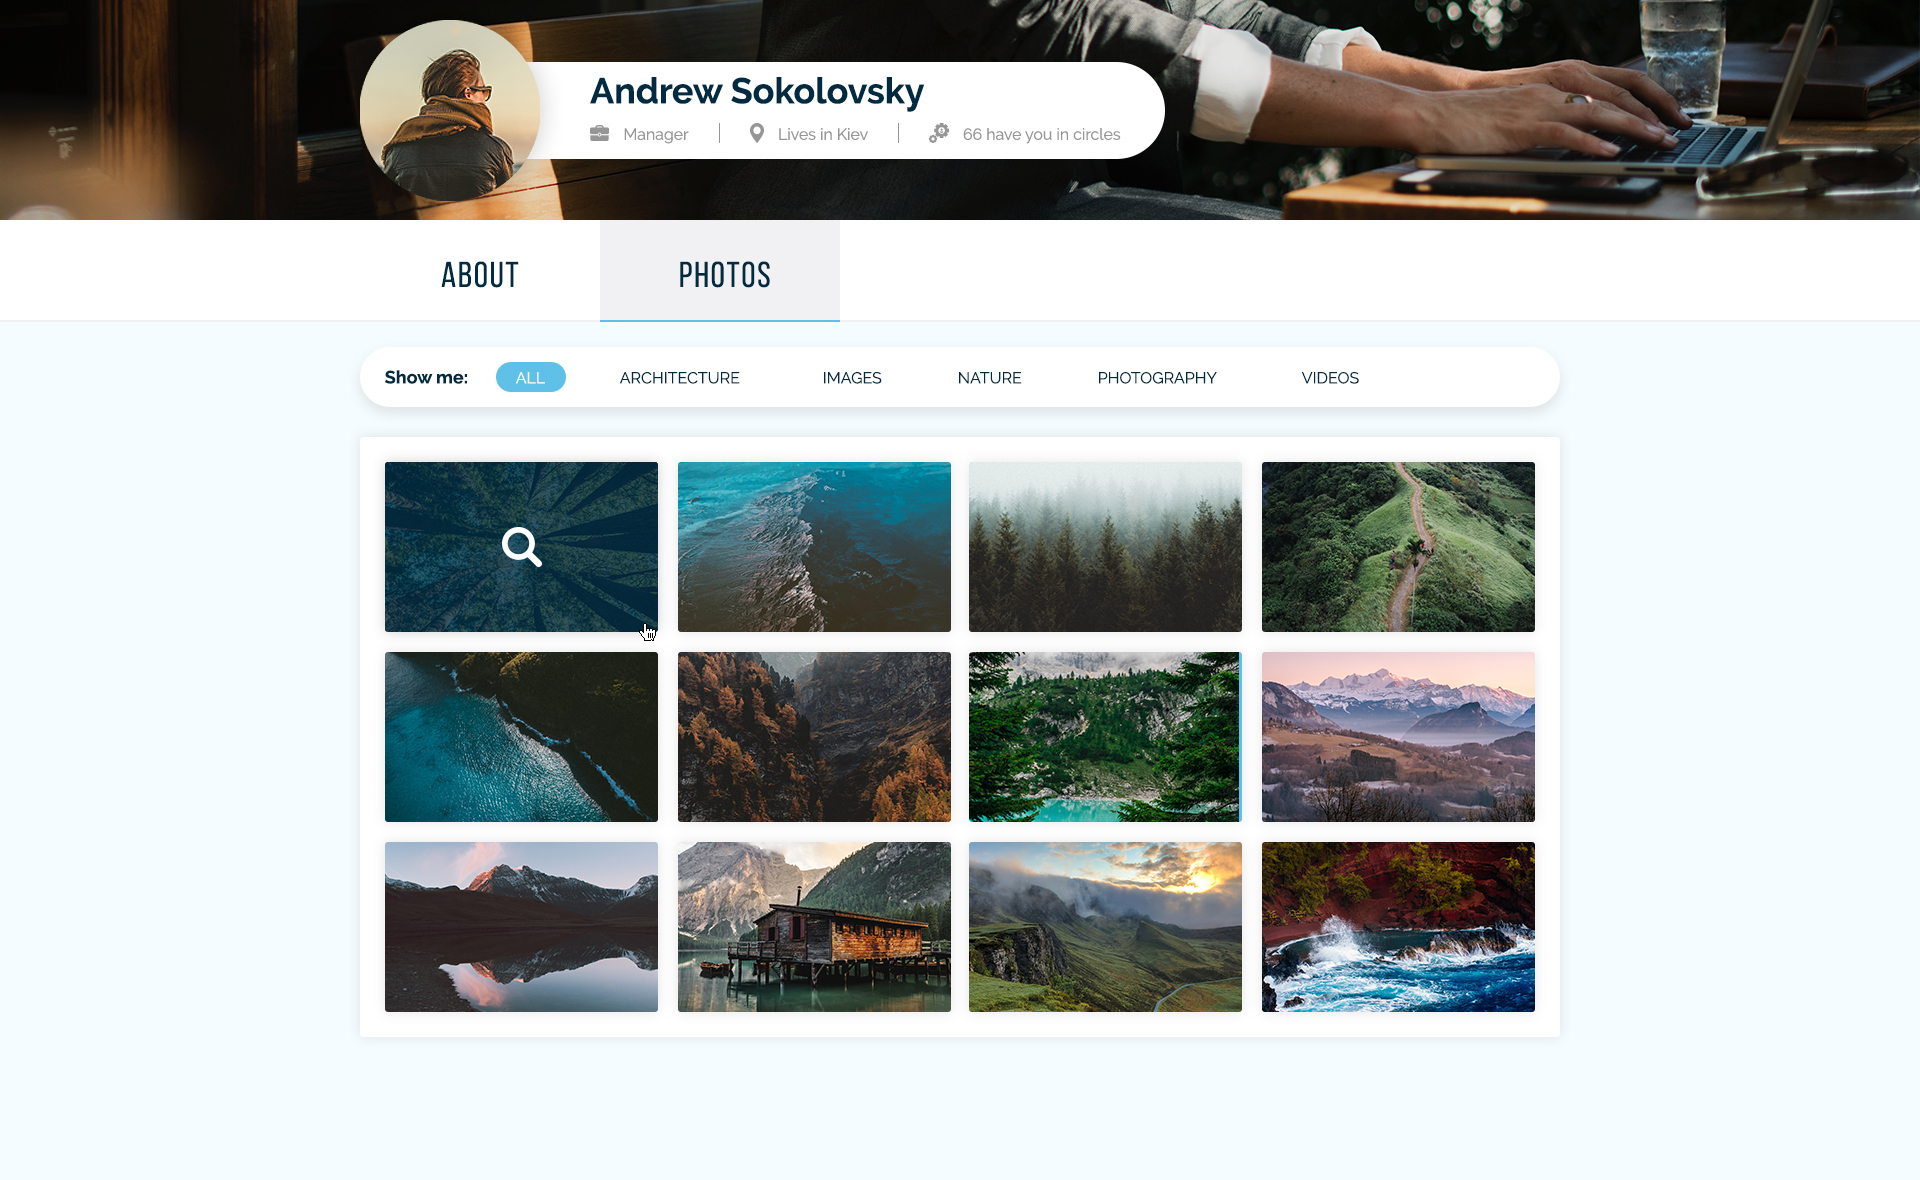 Andrew Sokolovsky
Manager
Lives in Kiev
66 have you in circles
ABOUT
PHOTOS
Show me:
ALL
ARCHITECTURE
IMAGES
NATURE
PHOTOGRAPHY
VIDEOS